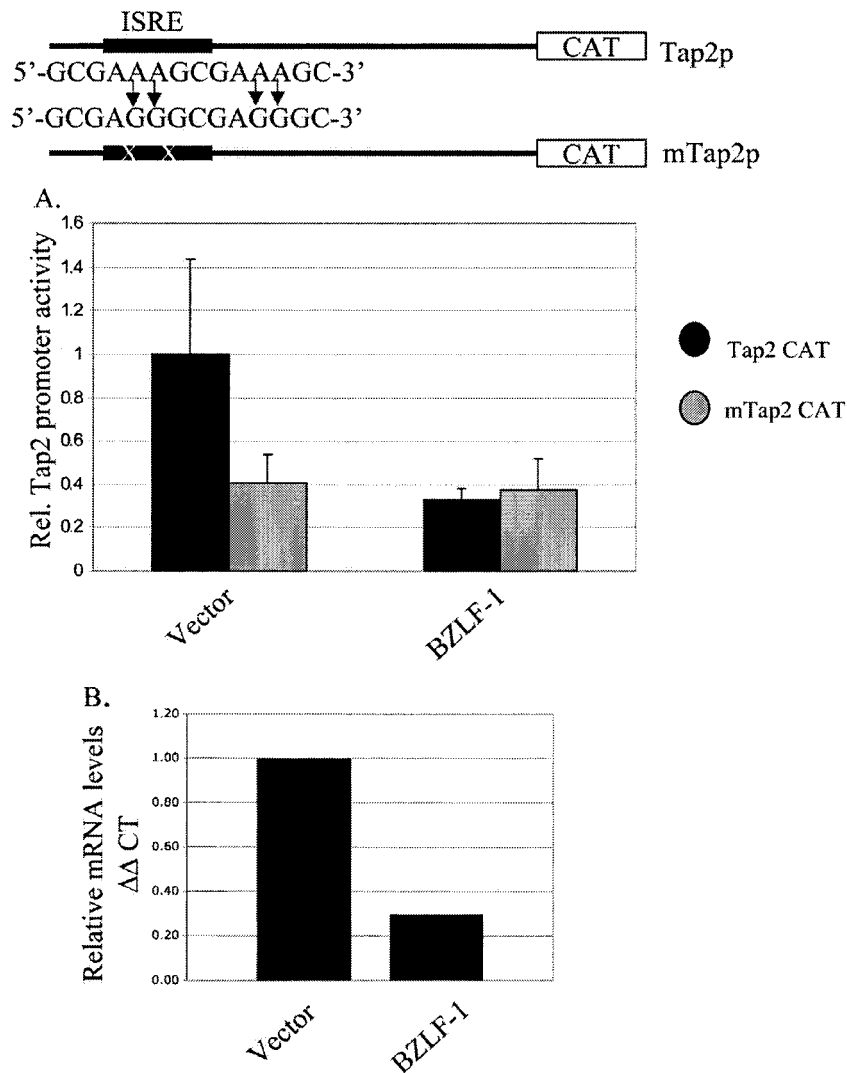 ISRE
CAT Tap2p
5'-GCGAAAGCGAAAGC-3'
5'-GCGAGGGCGAGGGC-3'
CAT mTap2p
A.
Rel. Tap2 promoter activity
1.6
1.4
1.2
1
0.8
0.6
0.4
0.2
0
Vector
BZLF-1
Tap2 CAT
mTap2 CAT
B.
Relative mRNA levels
ΔΔ CT
1.20
1.00
0.80
0.60
0.40
0.20
0.00
Vector
BZLF-1